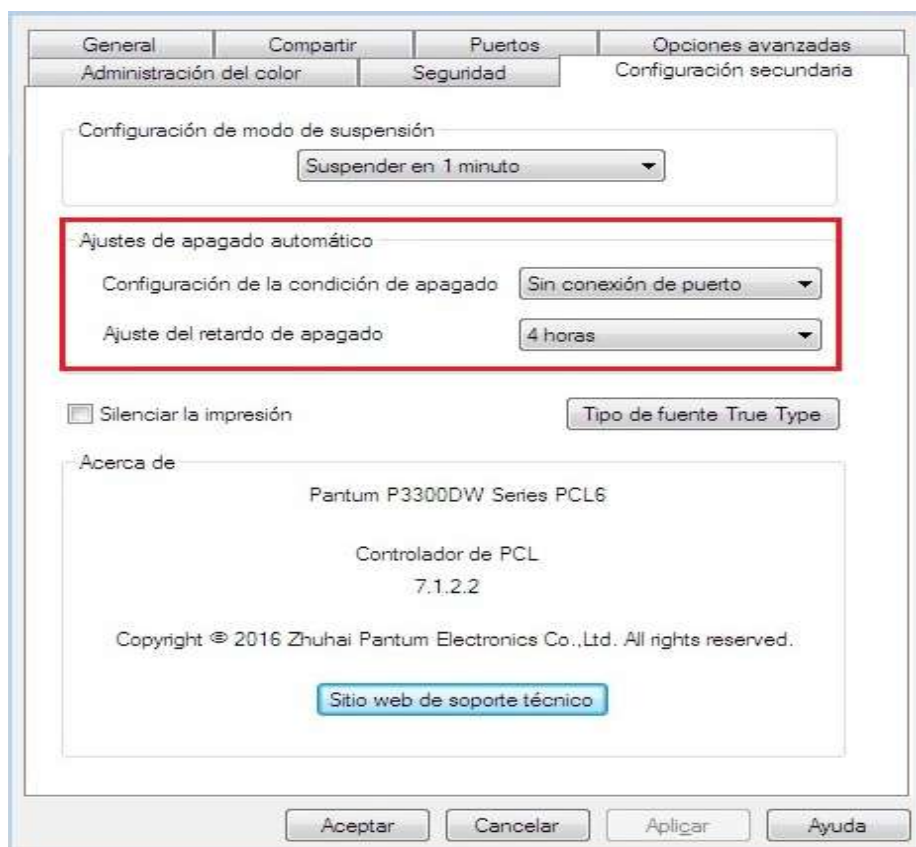 General Compartir Puertos Opciones avanzadas
Administración del color Seguridad Configuración secundaria
Configuración de modo de suspensión
Suspender en 1 minuto
Ajustes de apagado automático
Configuración de la condición de apagado Sin conexión de puerto
Ajuste del retardo de apagado 4 horas
Silenciar la impresión Tipo de fuente True Type
Acerca de
Pantum P3300DW Series PCL6
Controlador de PCL
7.1.2.2
Copyright © 2016 Zhuhai Pantum Electronics Co.,Ltd. All rights reserved.
Sitio web de soporte técnico
Aceptar Cancelar Aplicar Ayuda